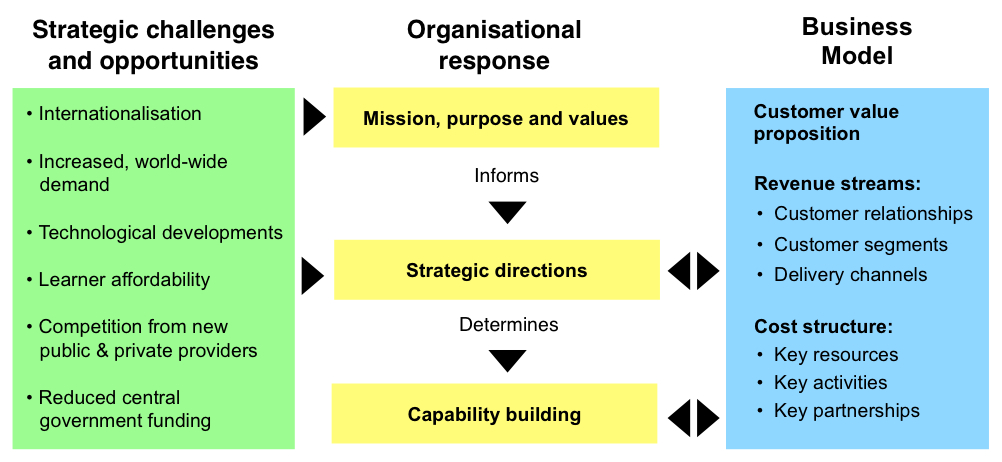 Strategic challenges
and opportunities
• Internationalisation
• Increased, world-wide
demand
• Technological developments
• Learner affordability
• Competition from new
public & private providers
• Reduced central
government funding
Organisational
response
Mission, purpose and values
Informs
Strategic directions
Determines
Capability building
Business
Model
Customer value
proposition
Revenue streams:
• Customer relationships
• Customer segments
• Delivery channels
Cost structure:
• Key resources
• Key activities
• Key partnerships